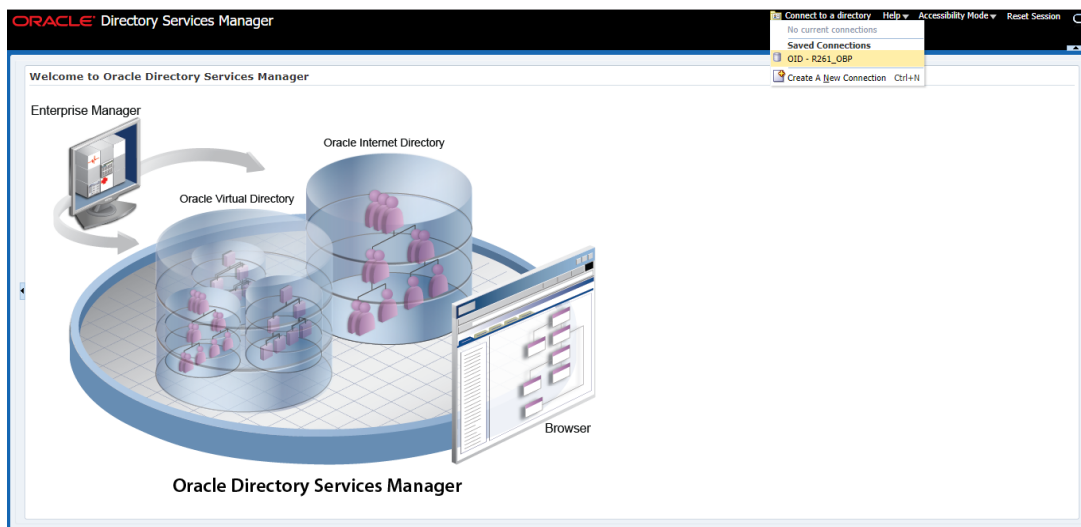 ORACLE Directory Services Manager
Connect to a directory Help Accessibility Mode Reset Session
No current connections
Saved Connections
OID - R261_OBP
Create A New Connection Ctrl+N
Welcome to Oracle Directory Services Manager
Enterprise Manager
Oracle Internet Directory
Oracle Virtual Directory
Browser
Oracle Directory Services Manager